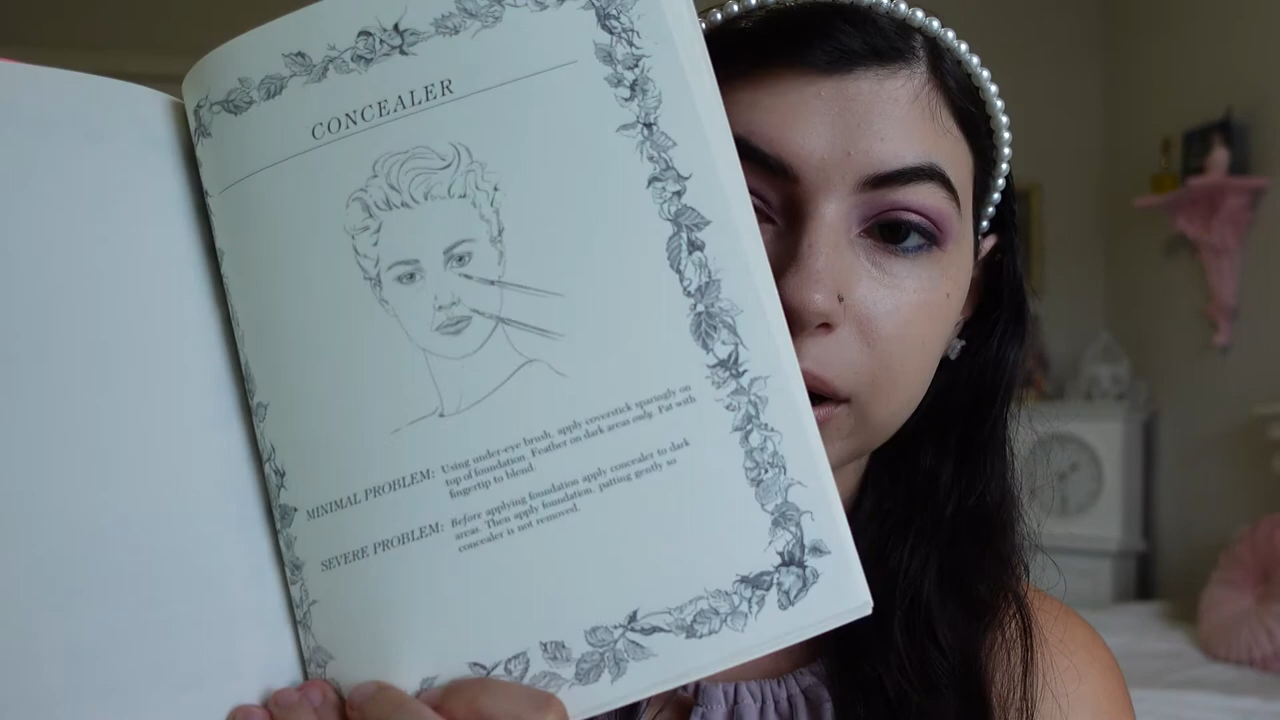 CONCEALER
MINIMAL PROBLEM: Using under-eye brush, apply coverstick sparingly on
top of foundation. Feather on dark areas only. Pat with
fingertip to blend.
SEVERE PROBLEM: Before applying foundation apply concealer to dark
areas. Then apply foundation, patting gently so
concealer is not removed.